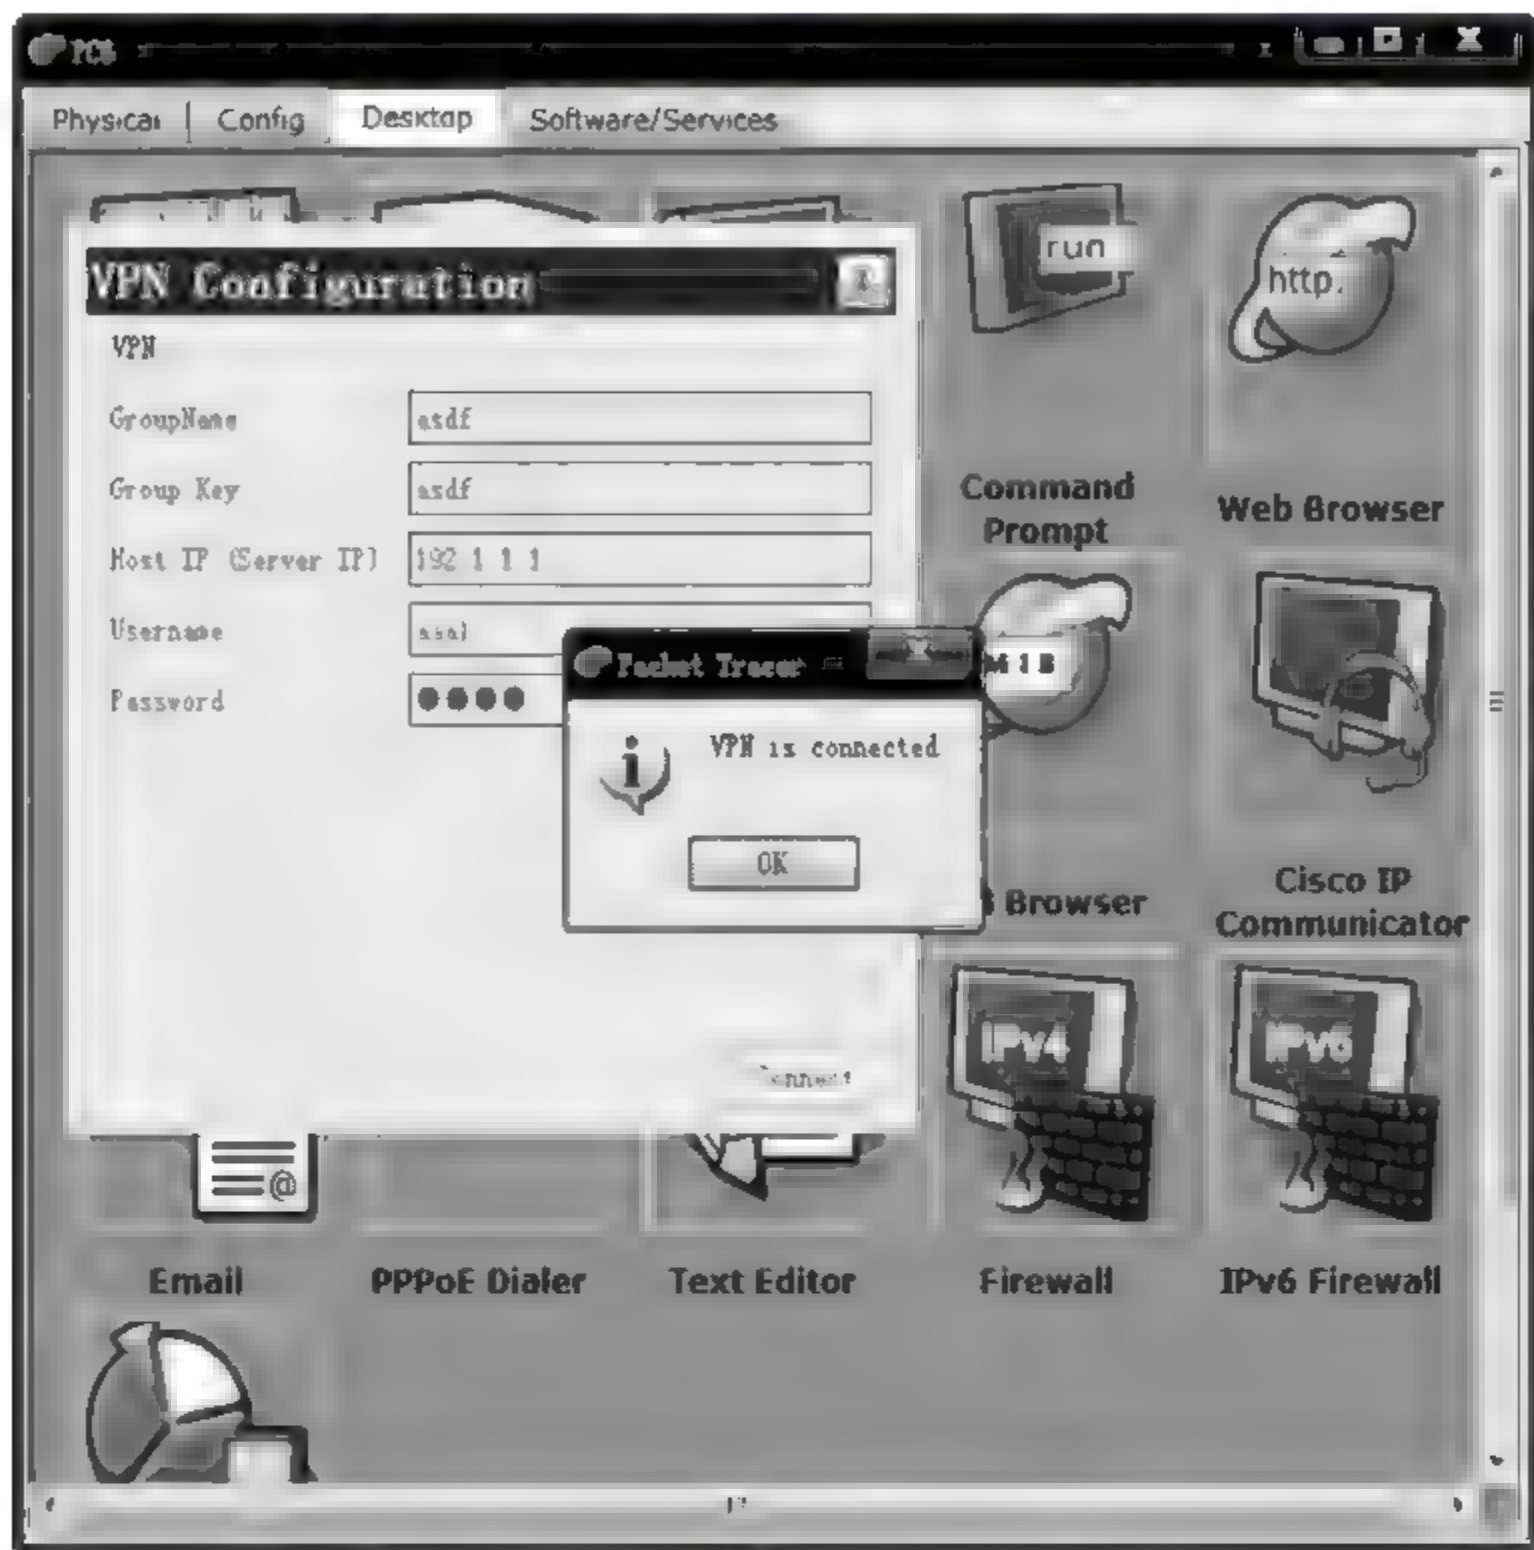 Physical Config Desktop Software/Services
run
http:
VPN Configuration
VPN
GroupName asdf
Group Key asdf
Host IP (Server IP) 192 1 1 1
Username
Password ●●●●
Command
Prompt
Web Browser
Packet Tracer
MIB
VPN is connected
OK
Browser
Cisco IP
Communicator
Connect
IPv4
IPv6
@
Email
PPPoE Dialer
Text Editor
Firewall
IPv6 Firewall